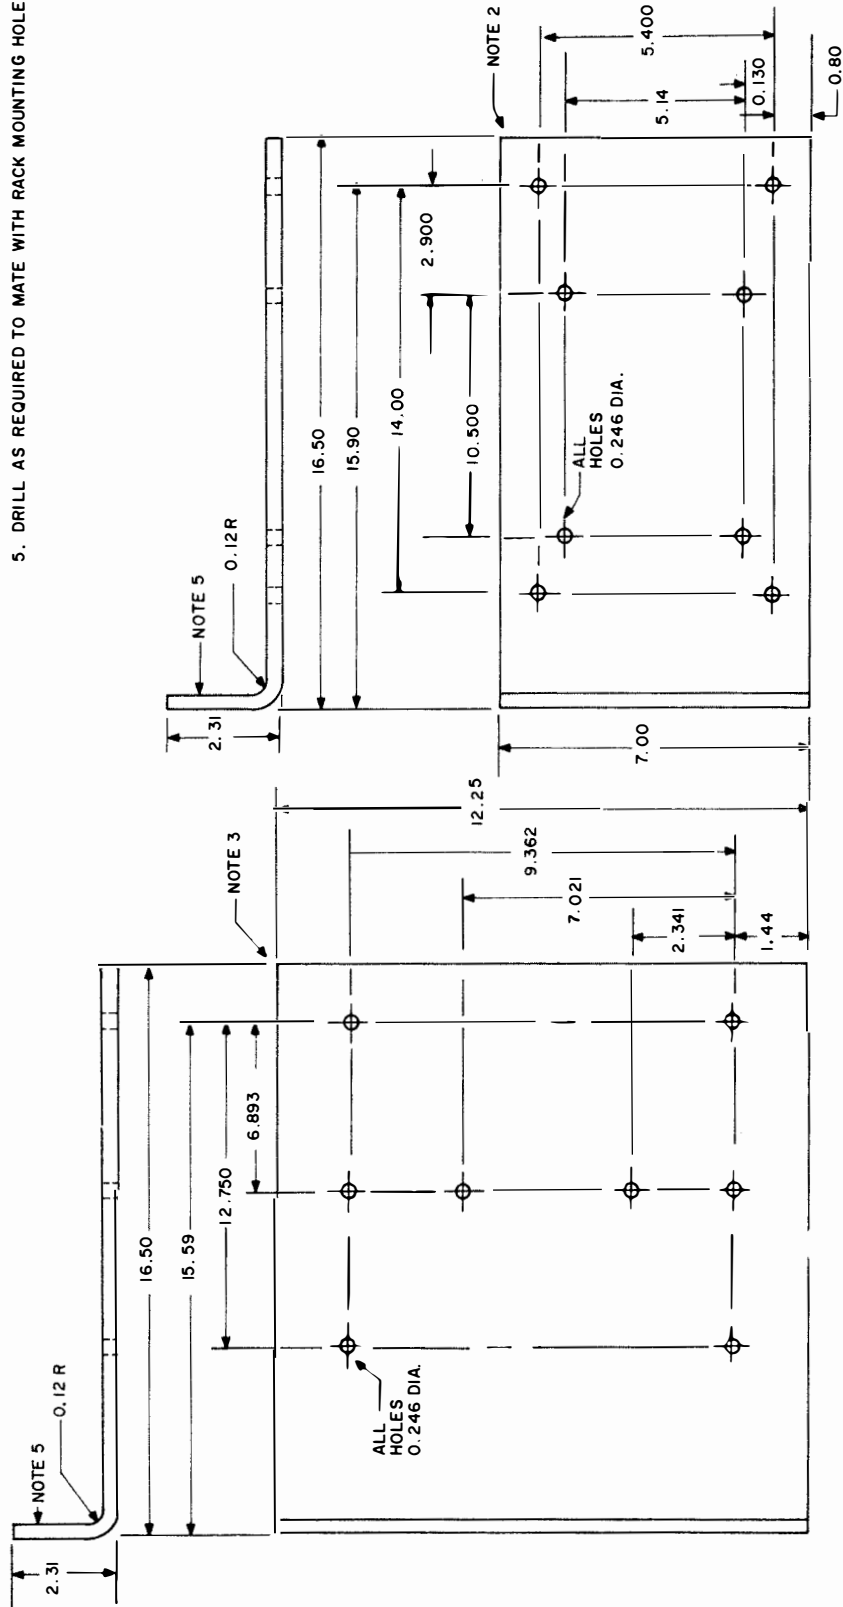 5. DRILL AS REQUIRED TO MATE WITH RACK MOUNTING HOLE
NOTE 5
0.12 R
2.31
16.50
15.59
12.750
6.893
NOTE 3
ALL
HOLES
0.246 DIA.
12.25
9.362
7.021
2.341
1.44
NOTE 5
0.12R
2.31
16.50
15.90
14.00
2.900
10.500
NOTE 2
ALL
HOLES
0.246 DIA.
7.00
5.400
5.14
0.130
0.80